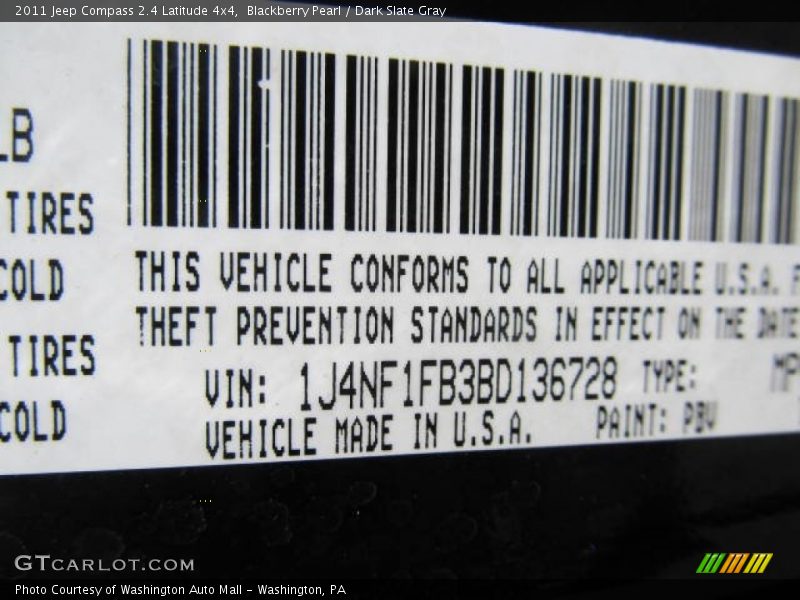 2011 Jeep Compass 2.4 Latitude 4x4,  Blackberry Pearl / Dark Slate Gray
LB
TIRES
COLD
TIRES
COLD
THIS VEHICLE CONFORMS TO ALL APPLICABLE U.S.A. F
THEFT PREVENTION STANDARDS IN EFFECT ON THE DATE
VIN: 1J4NF1FB3BD136728 TYPE: MP
VEHICLE MADE IN U.S.A. PAINT: PBV
GTCARLOT.COM
Photo Courtesy of Washington Auto Mall - Washington, PA